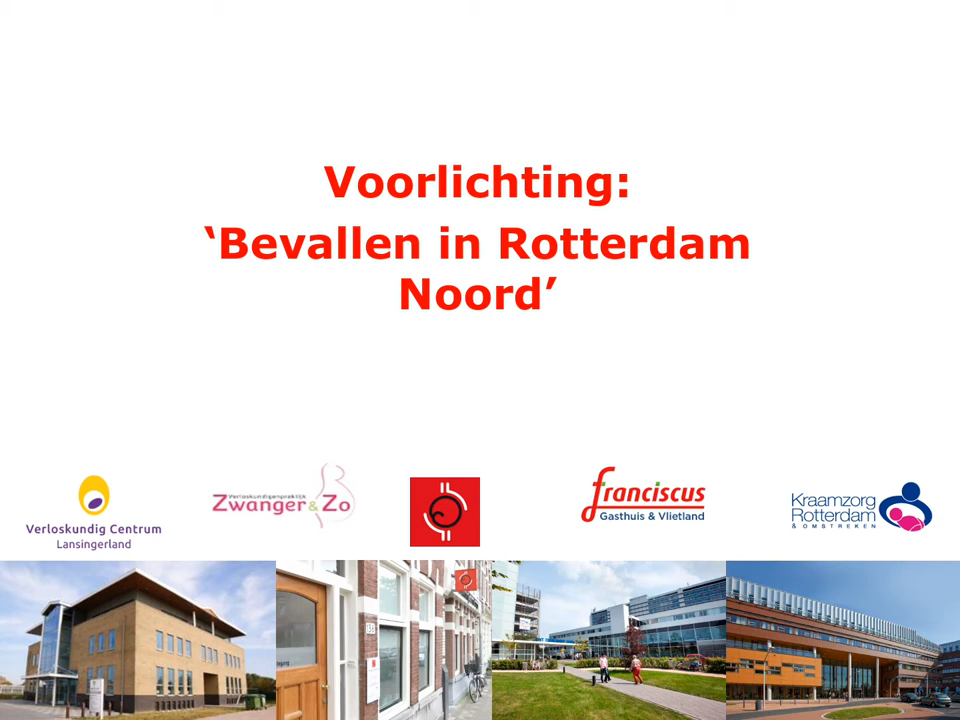 Voorlichting:
‘Bevallen in Rotterdam
Noord’
Verloskundig Centrum
Lansingerland
Verloskundigenpraktijk
Zwanger & Zo
franciscus
Gasthuis & Vlietland
Kraamzorg
Rotterdam
& OMSTREKEN